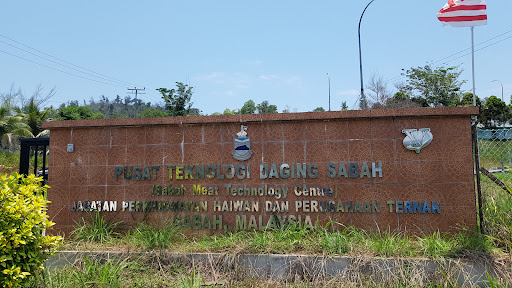 PUSAT TEKNOLOGI DAGING SABAH
(Sabah Meat Technology Centre)
JABATAN PERKHIDMATAN HAIWAN DAN PERUSAHAAN TERNAK
SABAH, MALAYSIA